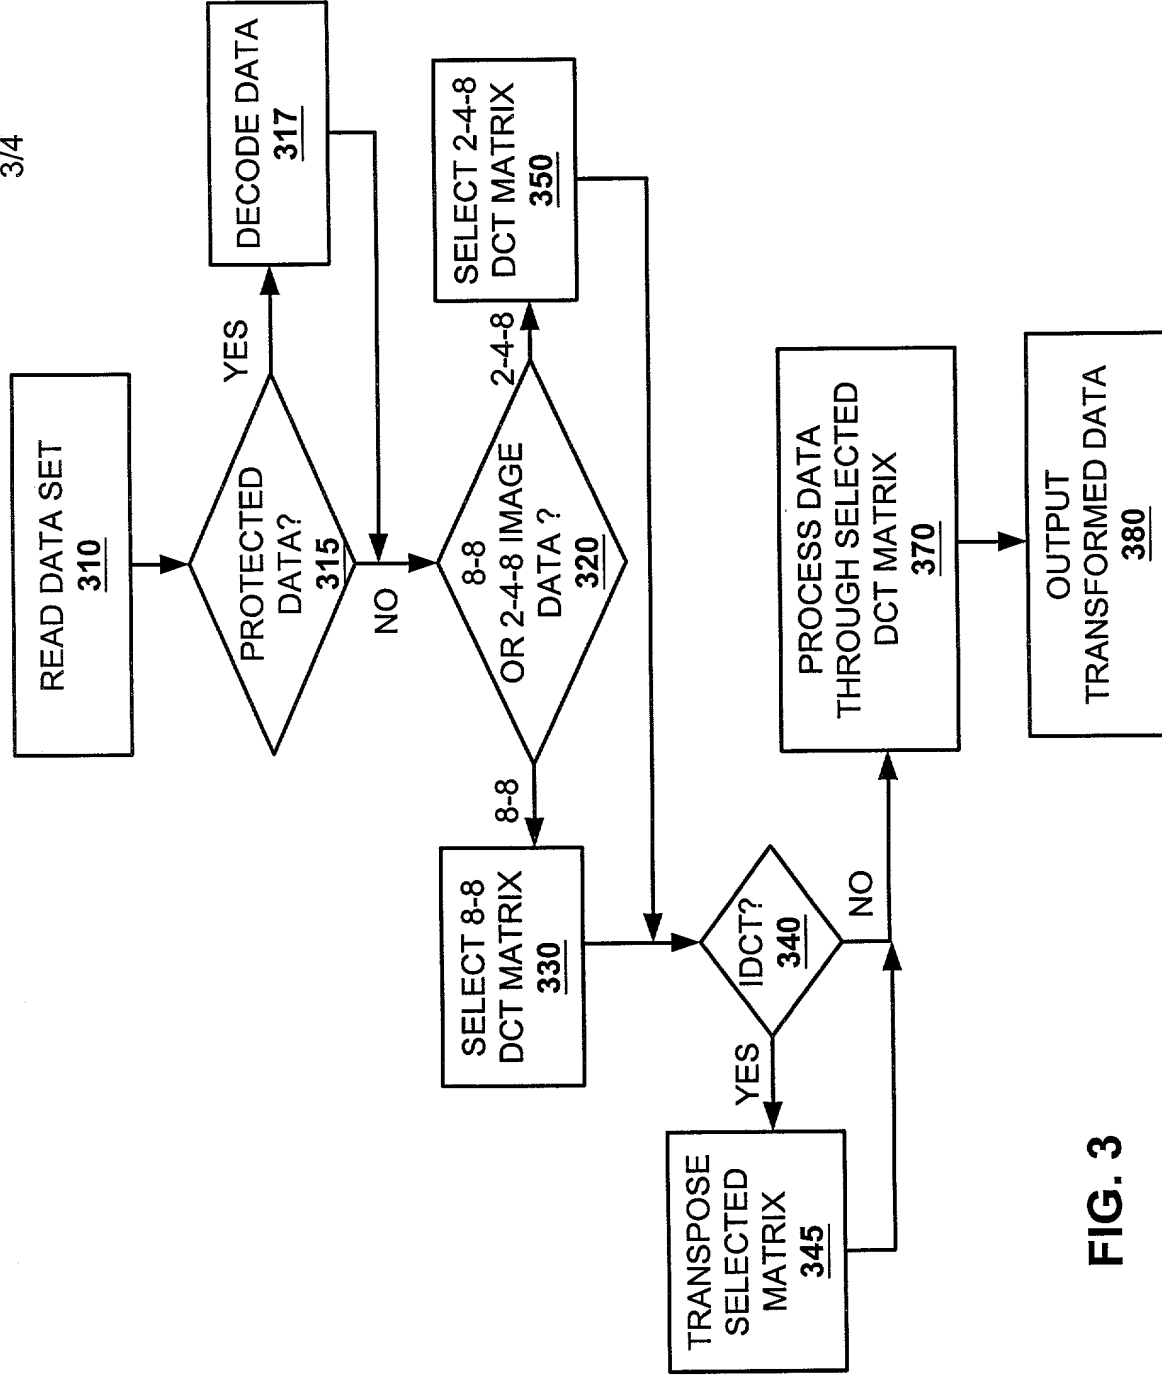 3/4
READ DATA SET
310
PROTECTED
DATA?
315
YES
DECODE DATA
317
NO
8-8
OR 2-4-8 IMAGE
DATA ?
320
2-4-8
SELECT 2-4-8
DCT MATRIX
350
8-8
SELECT 8-8
DCT MATRIX
330
IDCT?
340
YES
TRANSPOSE
SELECTED
MATRIX
345
NO
PROCESS DATA
THROUGH SELECTED
DCT MATRIX
370
OUTPUT
TRANSFORMED DATA
380
FIG. 3